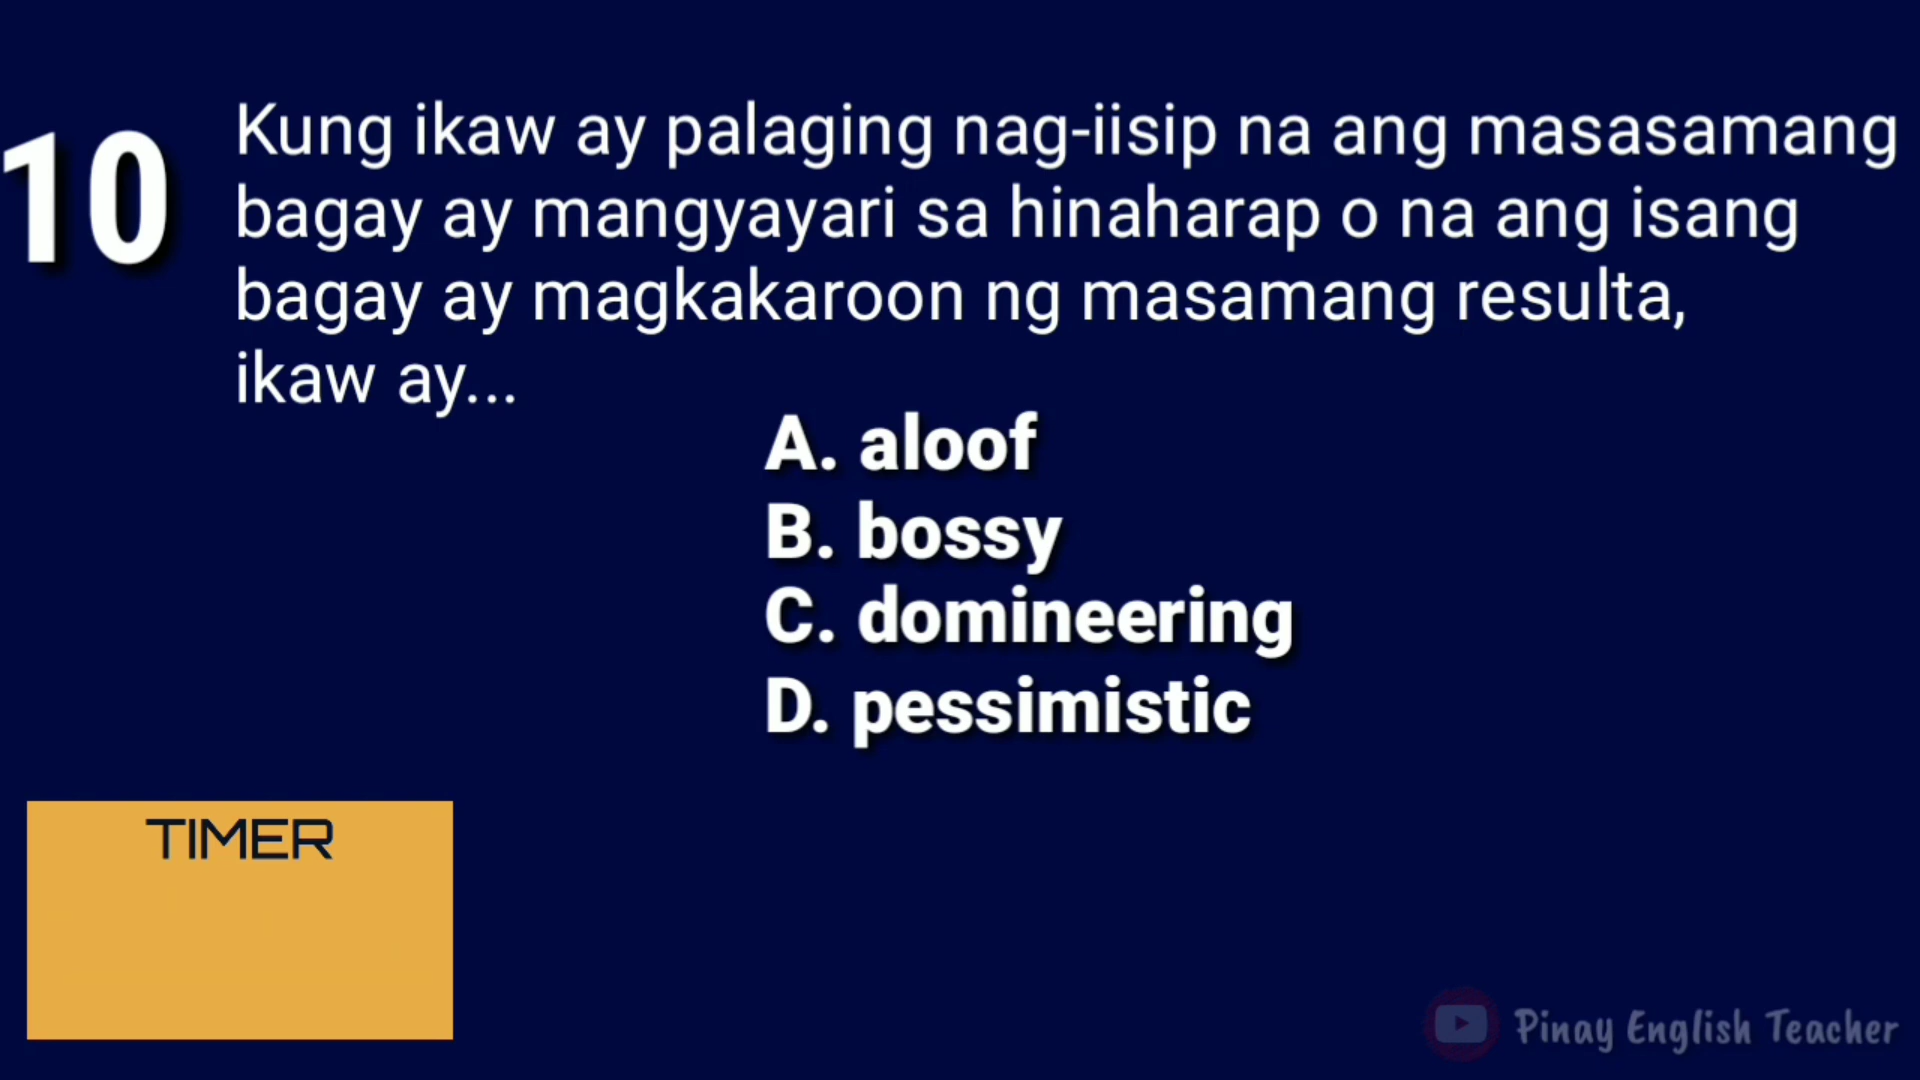 10
Kung ikaw ay palaging nag-iisip na ang masasamang
bagay ay mangyayari sa hinaharap o na ang isang
bagay ay magkakaroon ng masamang resulta,
ikaw ay...
A. aloof
B. bossy
C. domineering
D. pessimistic
TIMER
Pinay English Teacher